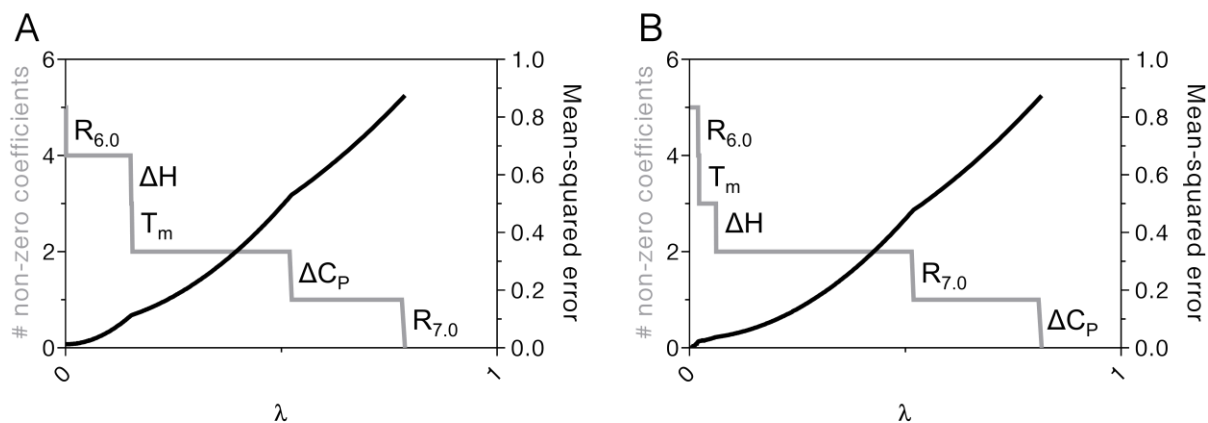 A
# non-zero coefficients
6
4
2
0
R6.0
ΔH
Tm
ΔCP
R7.0
1.0
0.8
0.6
0.4
0.2
0.0
Mean-squared error
0
1
λ
B
# non-zero coefficients
6
4
2
0
R6.0
Tm
ΔH
R7.0
ΔCP
1.0
0.8
0.6
0.4
0.2
0.0
Mean-squared error
0
1
λ